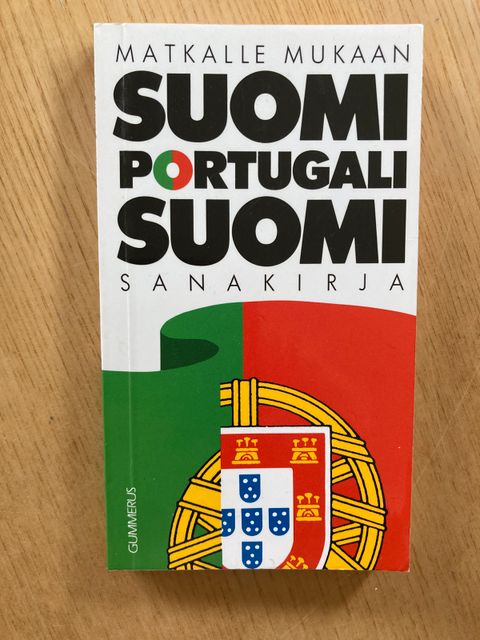 MATKALLE MUKAAN
SUOMI
PORTUGALI
SUOMI
SANAKIRJA
GUMMERUS